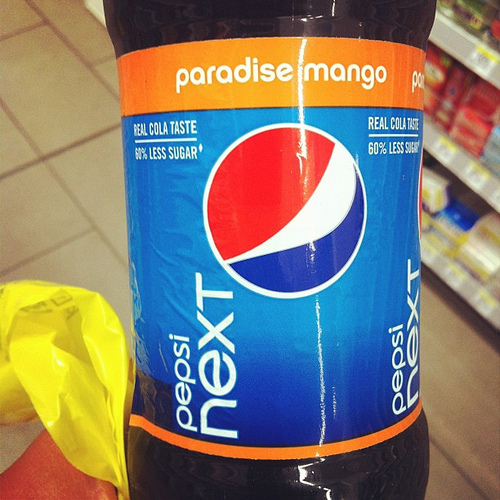 paradise mango
REAL COLA TASTE
60% LESS SUGAR♦
pepsi
next
REAL COLA TASTE
60% LESS SUGAR
pepsi
next